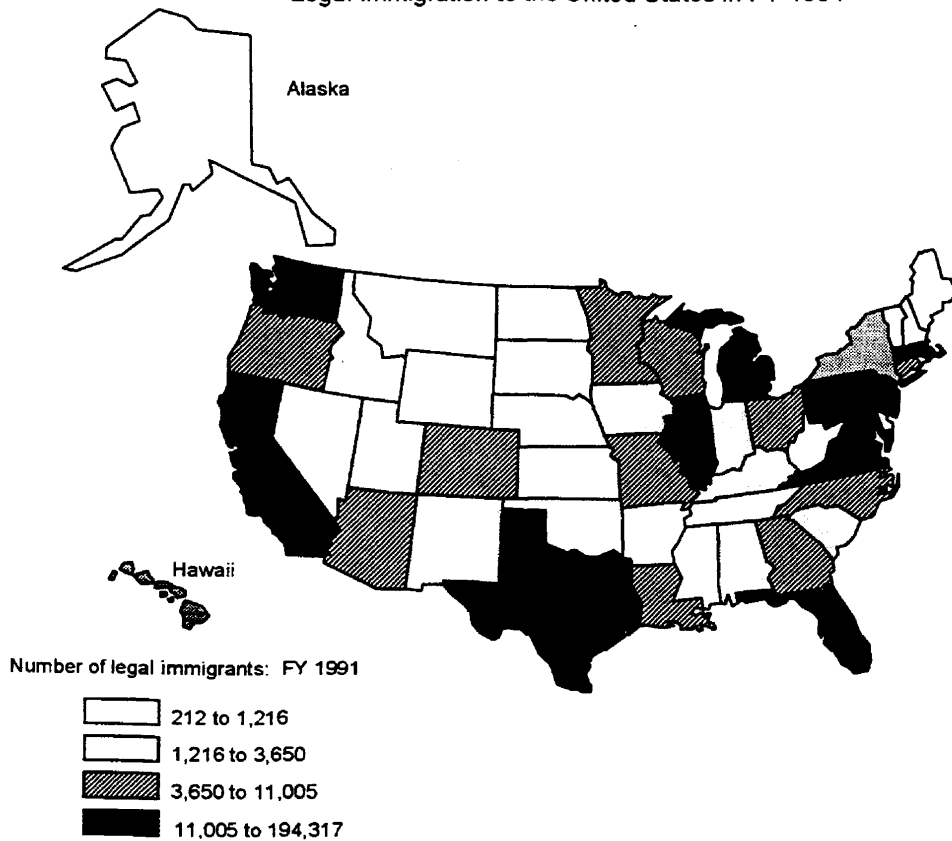 Alaska
Hawaii
Number of legal immigrants: FY 1991
212 to 1,216
1,216 to 3,650
3,650 to 11,005
11,005 to 194,317